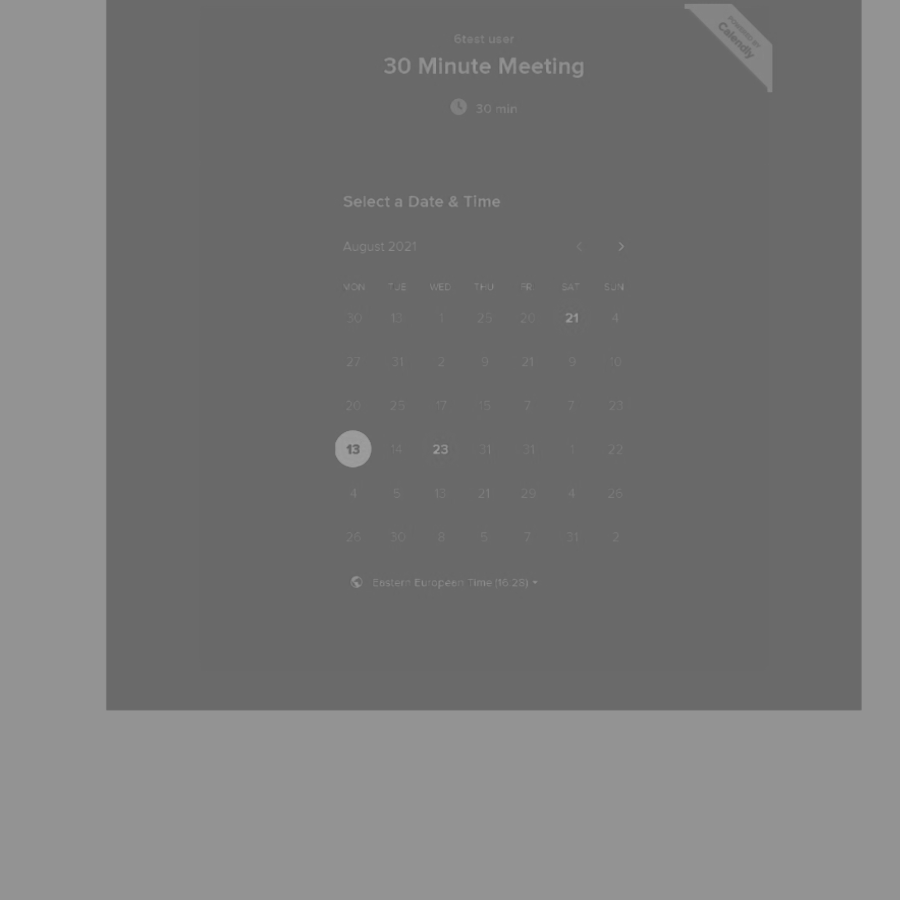 POWERED BY
Calendly
6test user
30 Minute Meeting
30 min
Select a Date & Time
August 2021
MON TUE WED THU FRI SAT SUN
30 13 1 25 20 21 4
27 31 2 9 21 9 10
20 29 17 15 7 7 23
13 14 23 31 31 1 22
4 5 13 21 29 4 26
26 30 8 5 7 31 2
Eastern European Time (16:28)